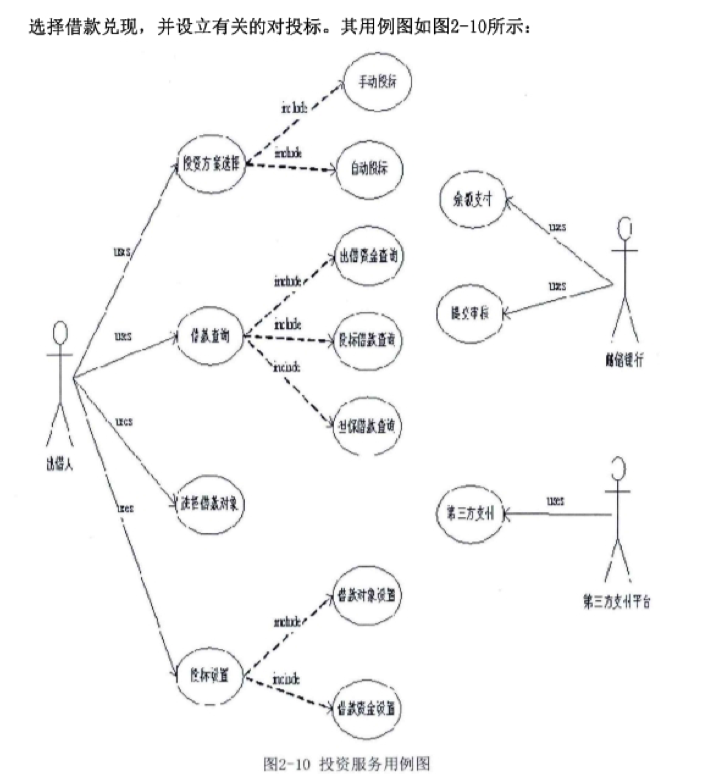 选择借款兑现，并设立有关的对投标。其用例图如图2-10所示：
手动投标
include
投资方案选择
include
自动投标
余额支付
uses
uses
出借资金查询
include
uses
提交审核
储蓄银行
uses
借款查询
include
投标借款查询
include
担保借款查询
出借人
uses
选择借款对象
uses
第三方支付
uses
第三方支付平台
借款对象设置
include
投标设置
include
借款资金设置
图2-10 投资服务用例图